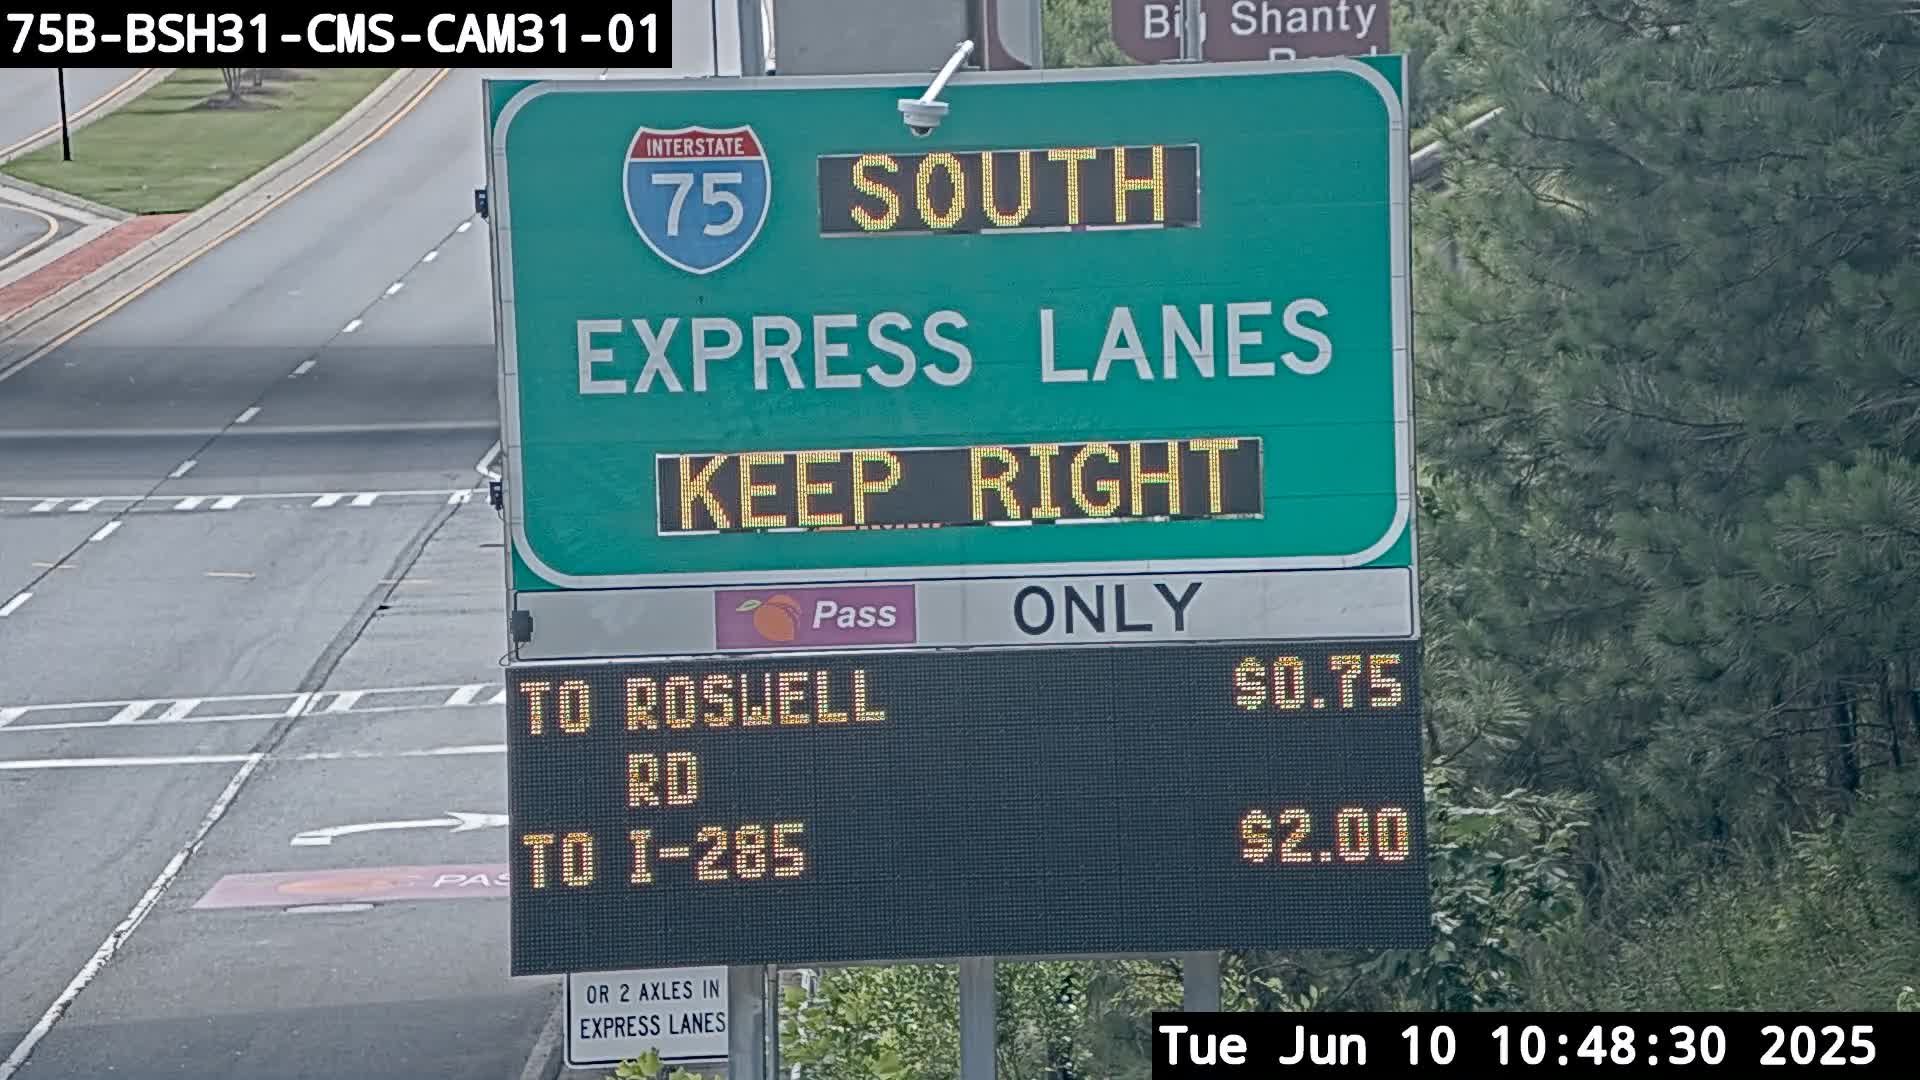 75B-BSH31-CMS-CAM31-01
Big Shanty
INTERSTATE
75
SOUTH
EXPRESS LANES
KEEP RIGHT
Pass ONLY
TO ROSWELL $0.75
RD
TO I-285 $2.00
PAS
OR 2 AXLES IN
EXPRESS LANES
Tue Jun 10 10:48:30 2025